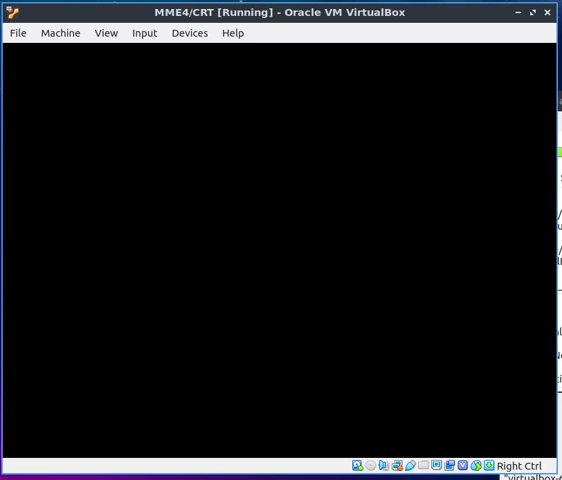 MME4/CRT [Running] - Oracle VM VirtualBox
File Machine View Input Devices Help
Right Ctrl